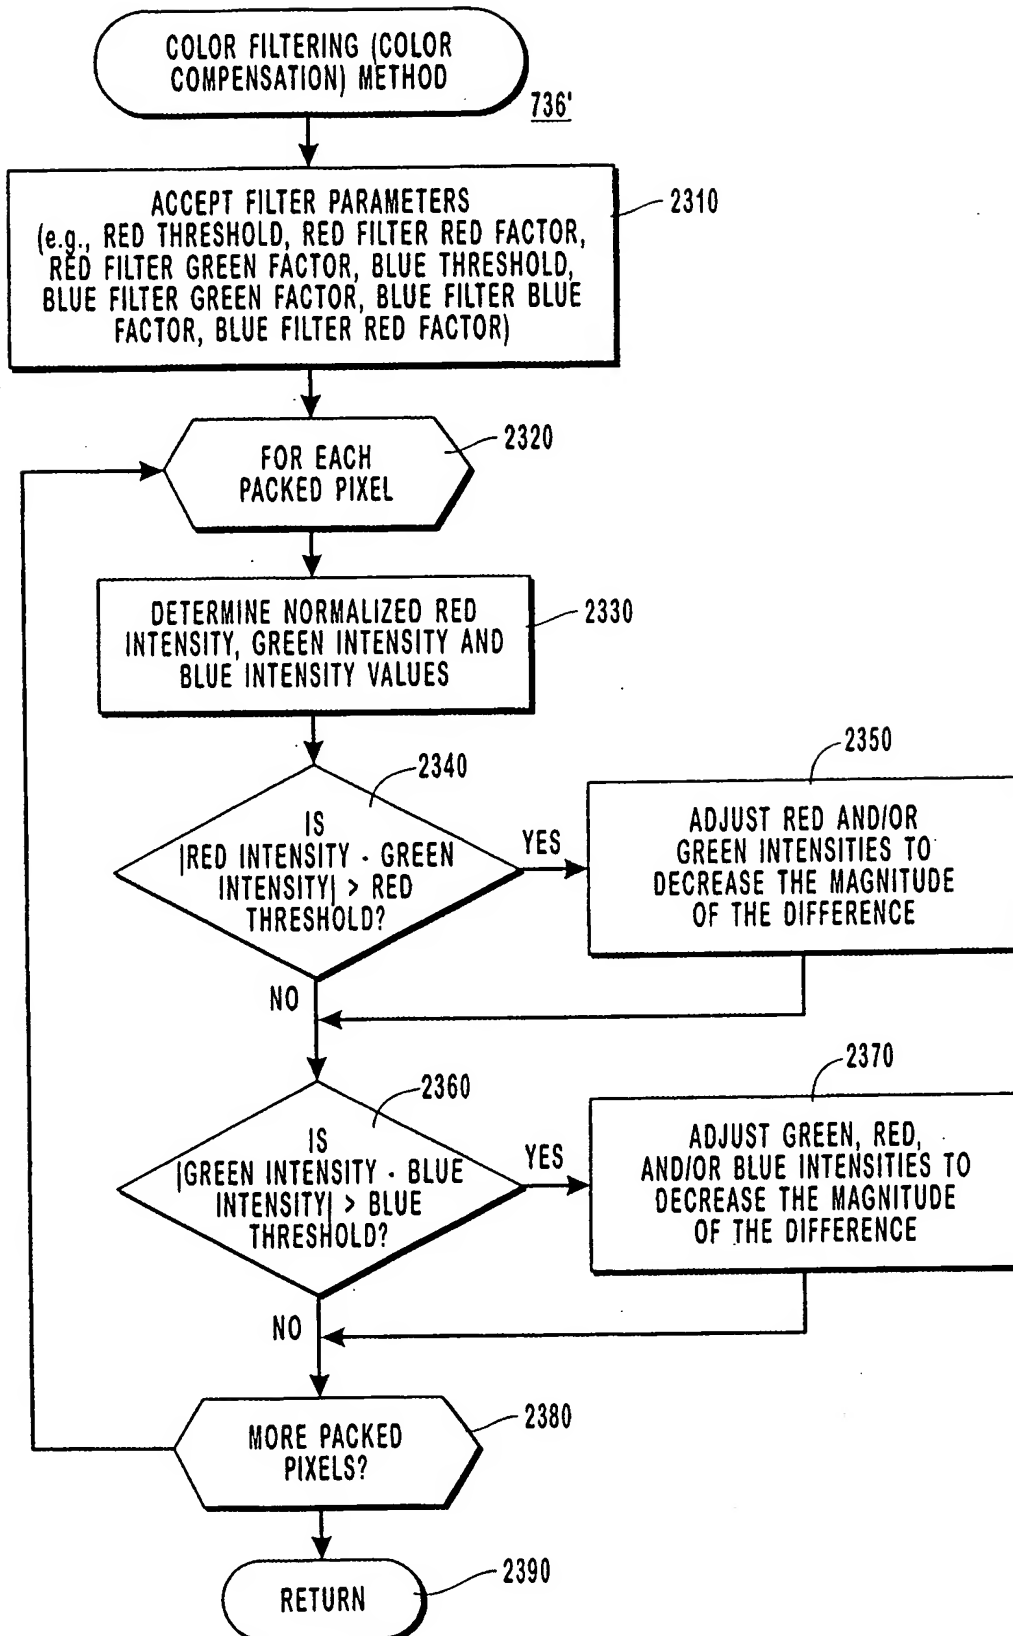 COLOR FILTERING (COLOR
COMPENSATION) METHOD
736'
ACCEPT FILTER PARAMETERS
(e.g., RED THRESHOLD, RED FILTER RED FACTOR,
RED FILTER GREEN FACTOR, BLUE THRESHOLD,
BLUE FILTER GREEN FACTOR, BLUE FILTER BLUE
FACTOR, BLUE FILTER RED FACTOR)
2310
FOR EACH
PACKED PIXEL
2320
DETERMINE NORMALIZED RED
INTENSITY, GREEN INTENSITY AND
BLUE INTENSITY VALUES
2330
2340
IS
|RED INTENSITY - GREEN
INTENSITY| > RED
THRESHOLD?
YES
2350
ADJUST RED AND/OR
GREEN INTENSITIES TO
DECREASE THE MAGNITUDE
OF THE DIFFERENCE
NO
2360
IS
|GREEN INTENSITY - BLUE
INTENSITY| > BLUE
THRESHOLD?
YES
2370
ADJUST GREEN, RED,
AND/OR BLUE INTENSITIES TO
DECREASE THE MAGNITUDE
OF THE DIFFERENCE
NO
MORE PACKED
PIXELS?
2380
RETURN
2390